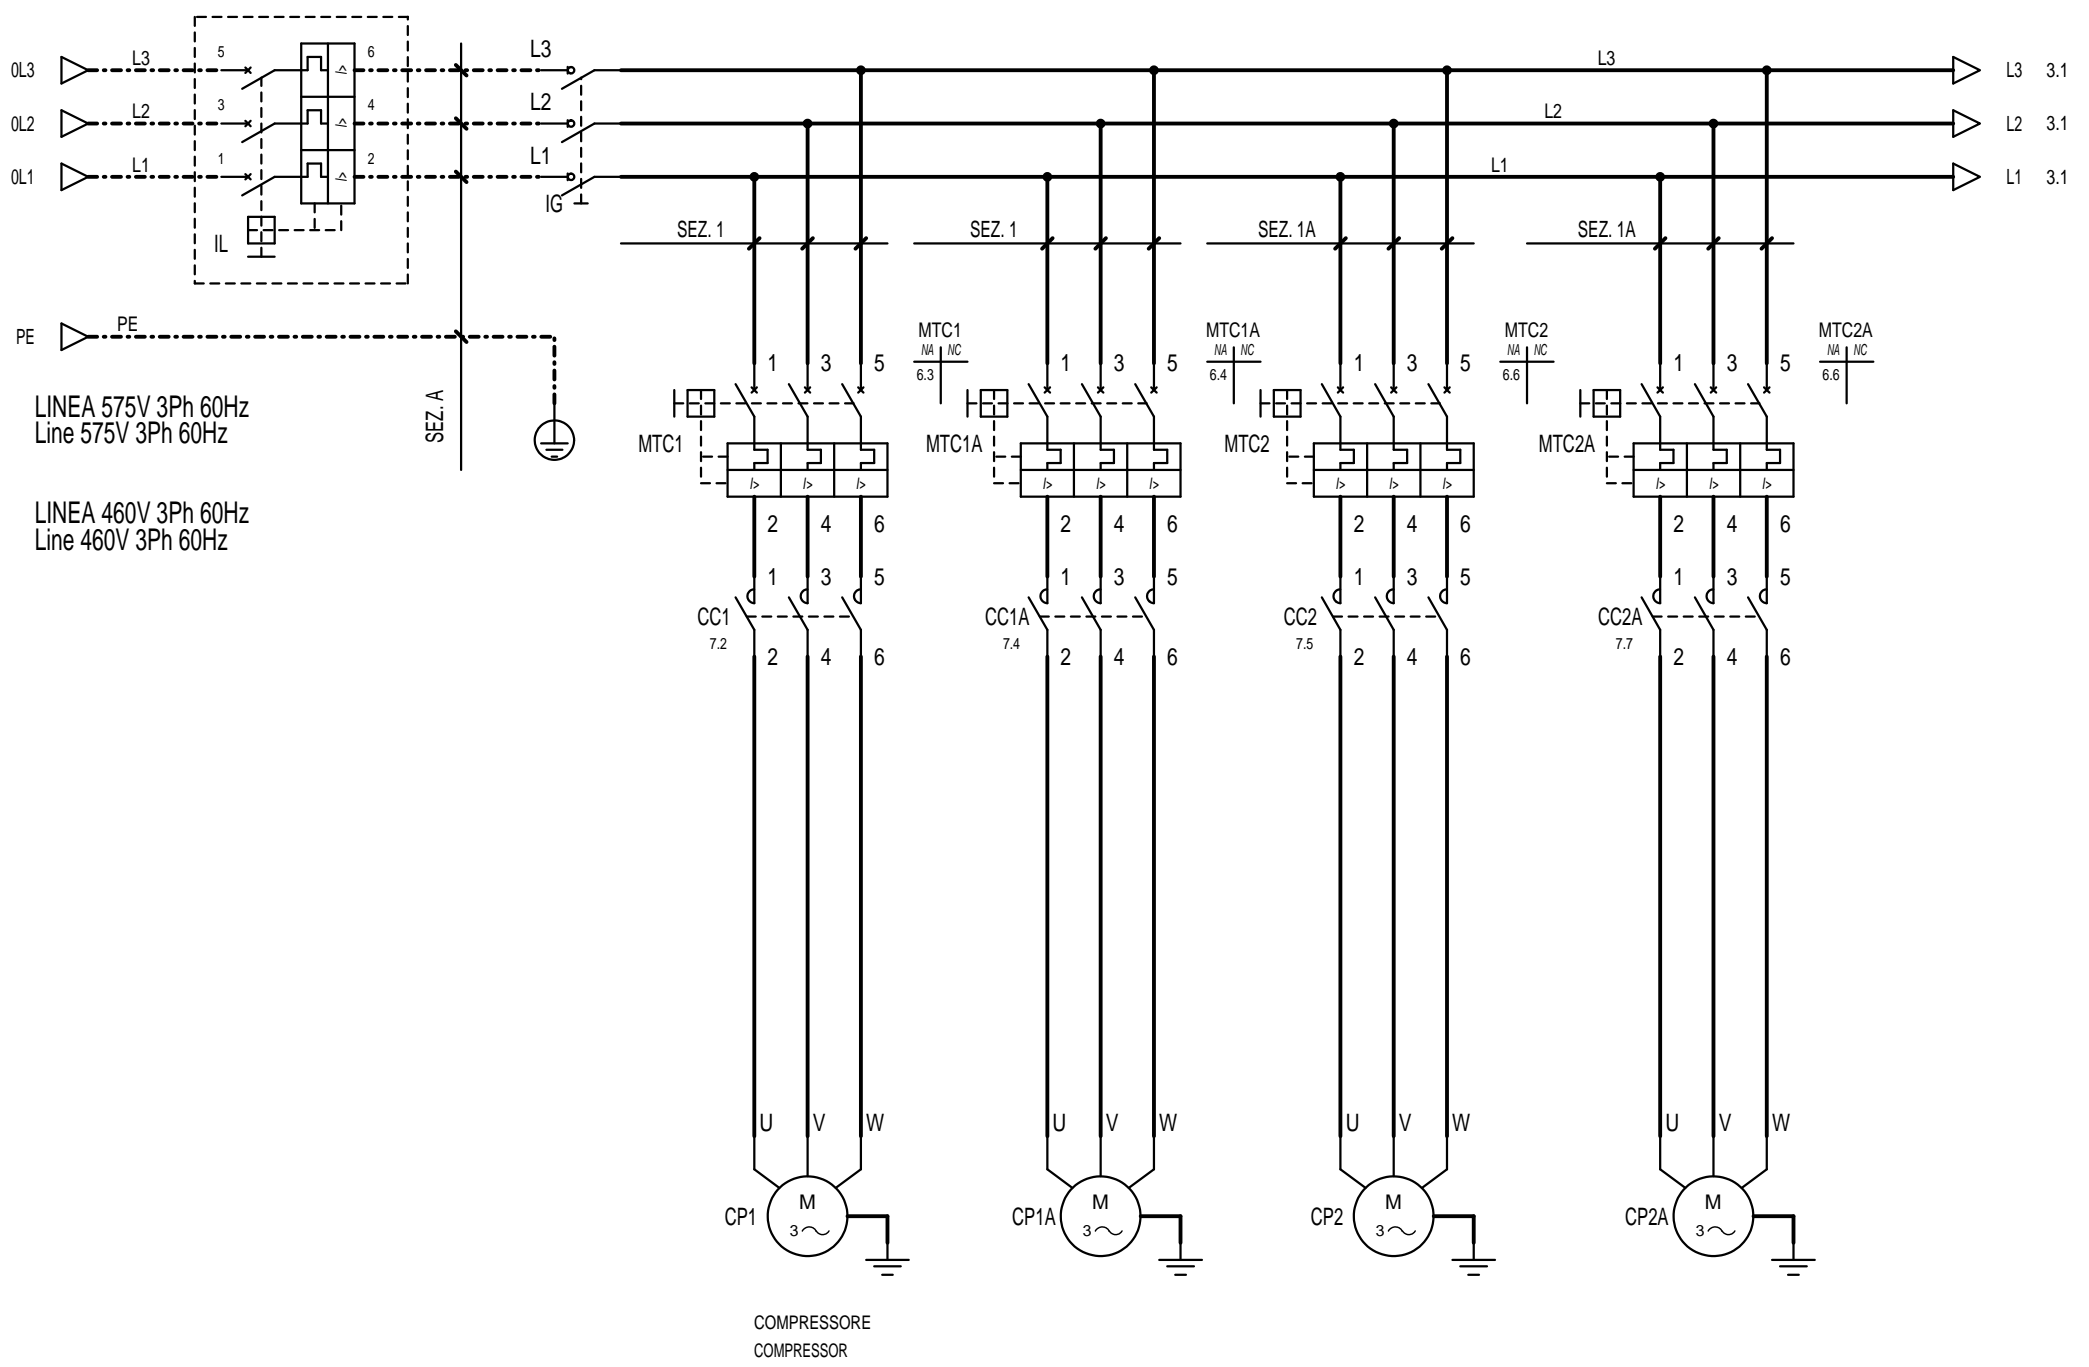 0L3 L3 5 6 L3 L3 L3 3.1
0L2 L2 3 4 L2 L2 L2 3.1
0L1 L1 1 2 L1 L1 L1 3.1
IL IG
SEZ. 1 SEZ. 1 SEZ. 1A SEZ. 1A
PE PE
MTC1 MTC1A MTC2 MTC2A
NA NC NA NC NA NC NA NC
6.3 6.4 6.6 6.6
1 3 5 1 3 5 1 3 5 1 3 5
LINEA 575V 3Ph 60Hz
Line 575V 3Ph 60Hz
SEZ. A
MTC1 MTC1A MTC2 MTC2A
I> I> I> I> I> I> I> I> I> I> I> I> I> I> I>
LINEA 460V 3Ph 60Hz
Line 460V 3Ph 60Hz
2 4 6 2 4 6 2 4 6 2 4 6
1 3 5 1 3 5 1 3 5 1 3 5
CC1 CC1A CC2 CC2A
7.2 7.4 7.5 7.7
2 4 6 2 4 6 2 4 6 2 4 6
U V W U V W U V W U V W
M M M M
CP1 CP1A CP2 CP2A
3 3 3 3
COMPRESSORE
COMPRESSOR